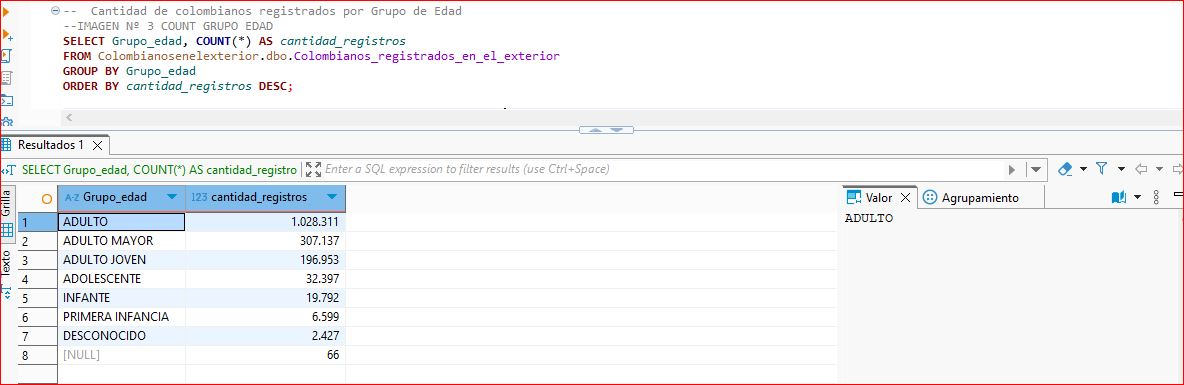 -- Cantidad de colombianos registrados por Grupo de Edad
--IMAGEN Nº 3 COUNT GRUPO EDAD
SELECT Grupo_edad, COUNT(*) AS cantidad_registros
FROM Colombianosenelexterior.dbo.Colombianos_registrados_en_el_exterior
GROUP BY Grupo_edad
ORDER BY cantidad_registros DESC;
Resultados 1
SELECT Grupo_edad, COUNT(*) AS cantidad_registro Enter a SQL expression to filter results (use Ctrl+Space)
Grilla
Texto
A-Z Grupo_edad 123 cantidad_registros
1 ADULTO 1.028.311
2 ADULTO MAYOR 307.137
3 ADULTO JOVEN 196.953
4 ADOLESCENTE 32.397
5 INFANTE 19.792
6 PRIMERA INFANCIA 6.599
7 DESCONOCIDO 2.427
8 [NULL] 66
Valor Agrupamiento
ADULTO